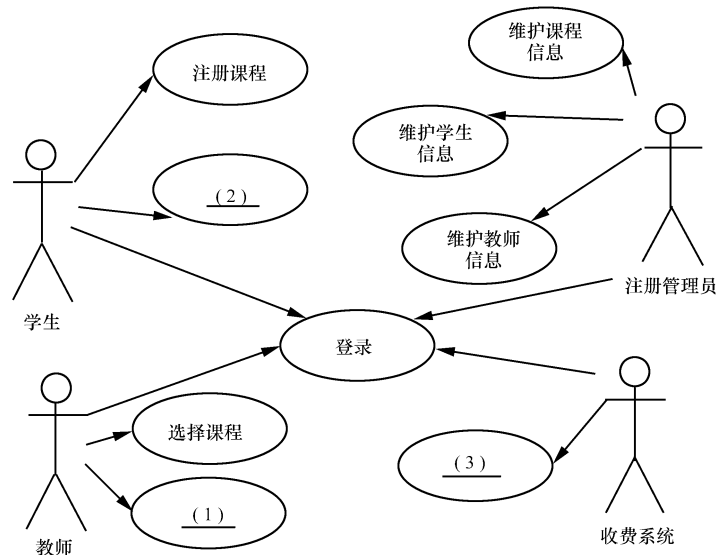 注册课程
维护课程
信息
维护学生
信息
(2)
维护教师
信息
学生
注册管理员
登录
选择课程
(3)
(1)
教师
收费系统